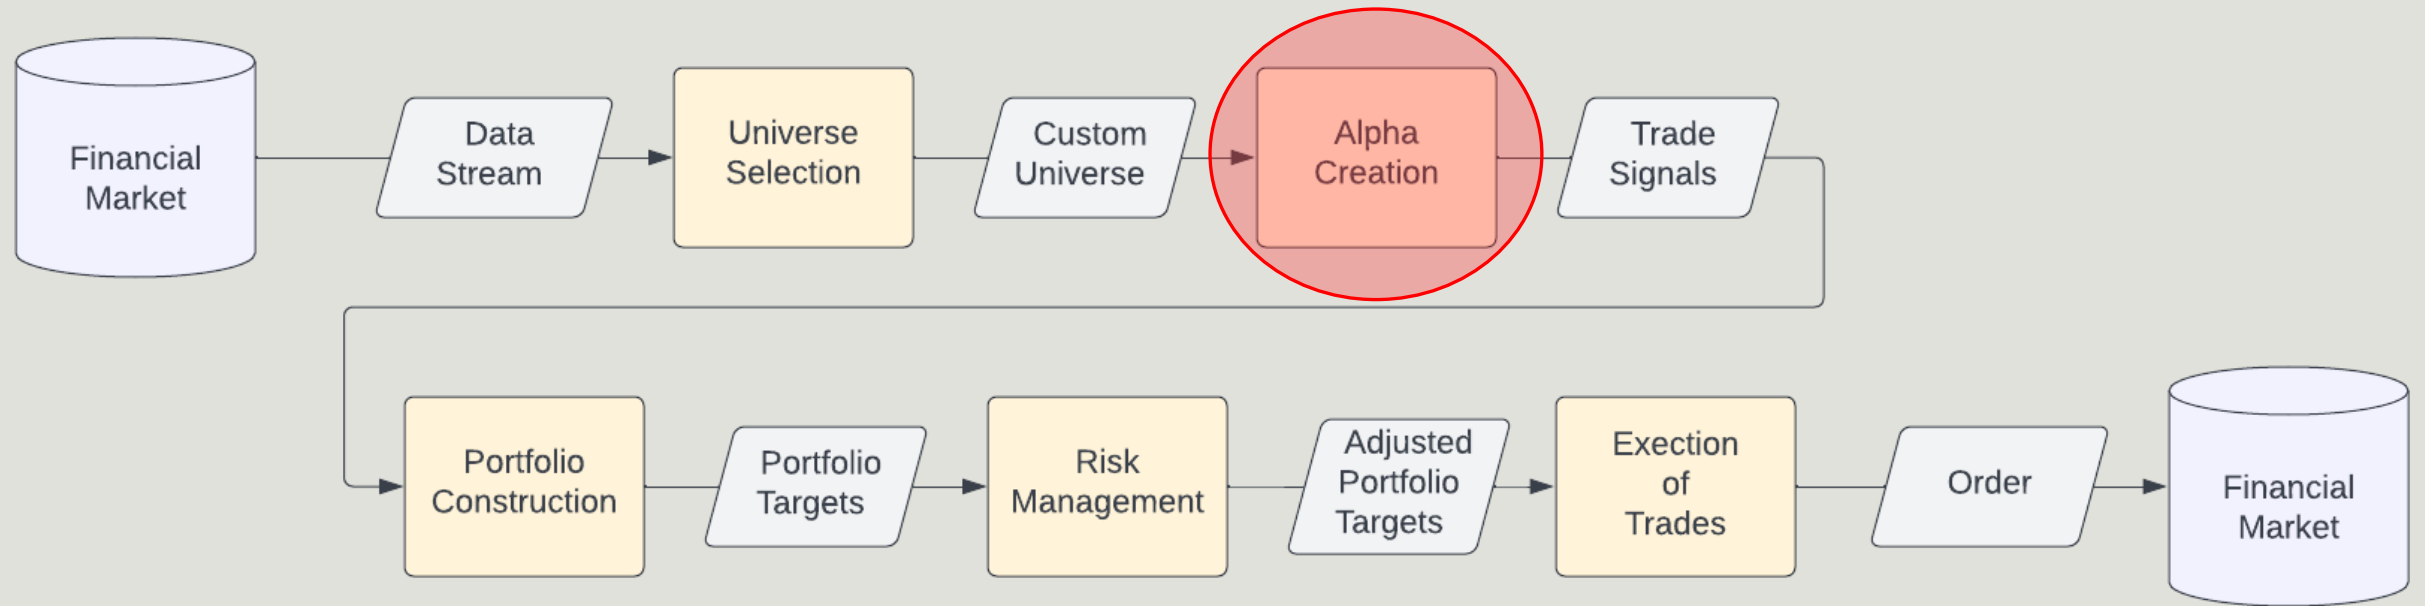 Financial
Market
Data
Stream
Universe
Selection
Custom
Universe
Alpha
Creation
Trade
Signals
Portfolio
Construction
Portfolio
Targets
Risk
Management
Adjusted
Portfolio
Targets
Exection
of
Trades
Order
Financial
Market